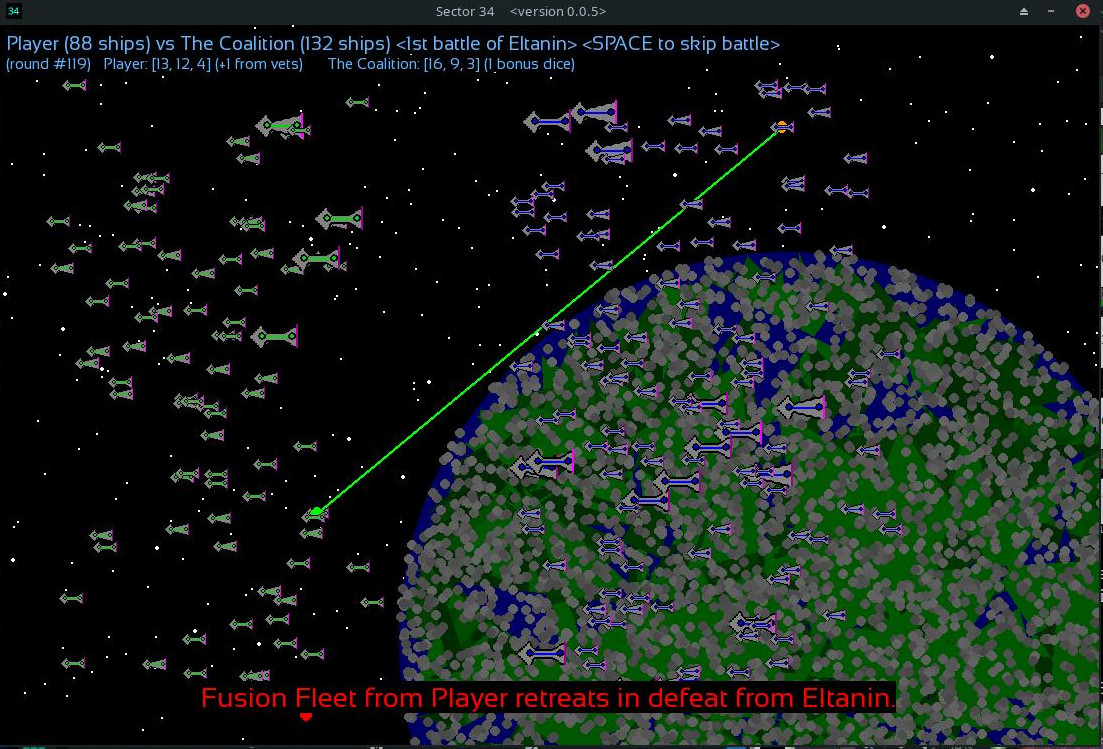 34 Sector 34 <version 0.0.5>
Player (88 ships) vs The Coalition (132 ships) <1st battle of Eltanin> <SPACE to skip battle>
(round #119) Player: [13, 12, 4] (+1 from vets) The Coalition: [16, 9, 3] (1 bonus dice)
Fusion Fleet from Player retreats in defeat from Eltanin.